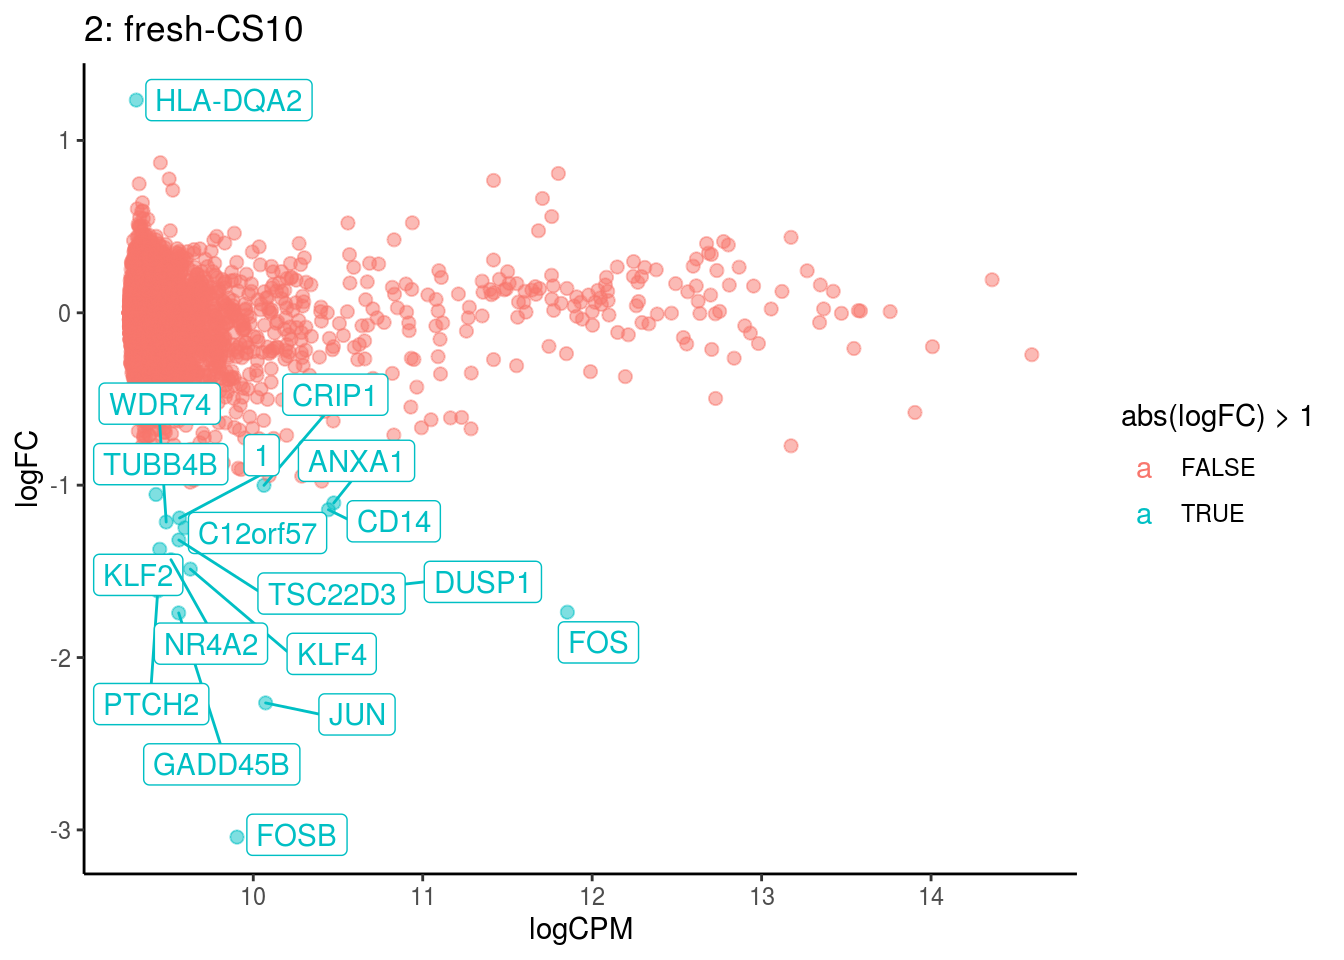 2: fresh-CS10
HLA-DQA2
1
0
-1
-2
-3
logFC
WDR74
CRIP1
1
ANXA1
TUBB4B
CD14
C12orf57
KLF2
TSC22D3
DUSP1
NR4A2
KLF4
FOS
PTCH2
JUN
GADD45B
FOSB
10 11 12 13 14
logCPM
abs(logFC) > 1
a FALSE
a TRUE